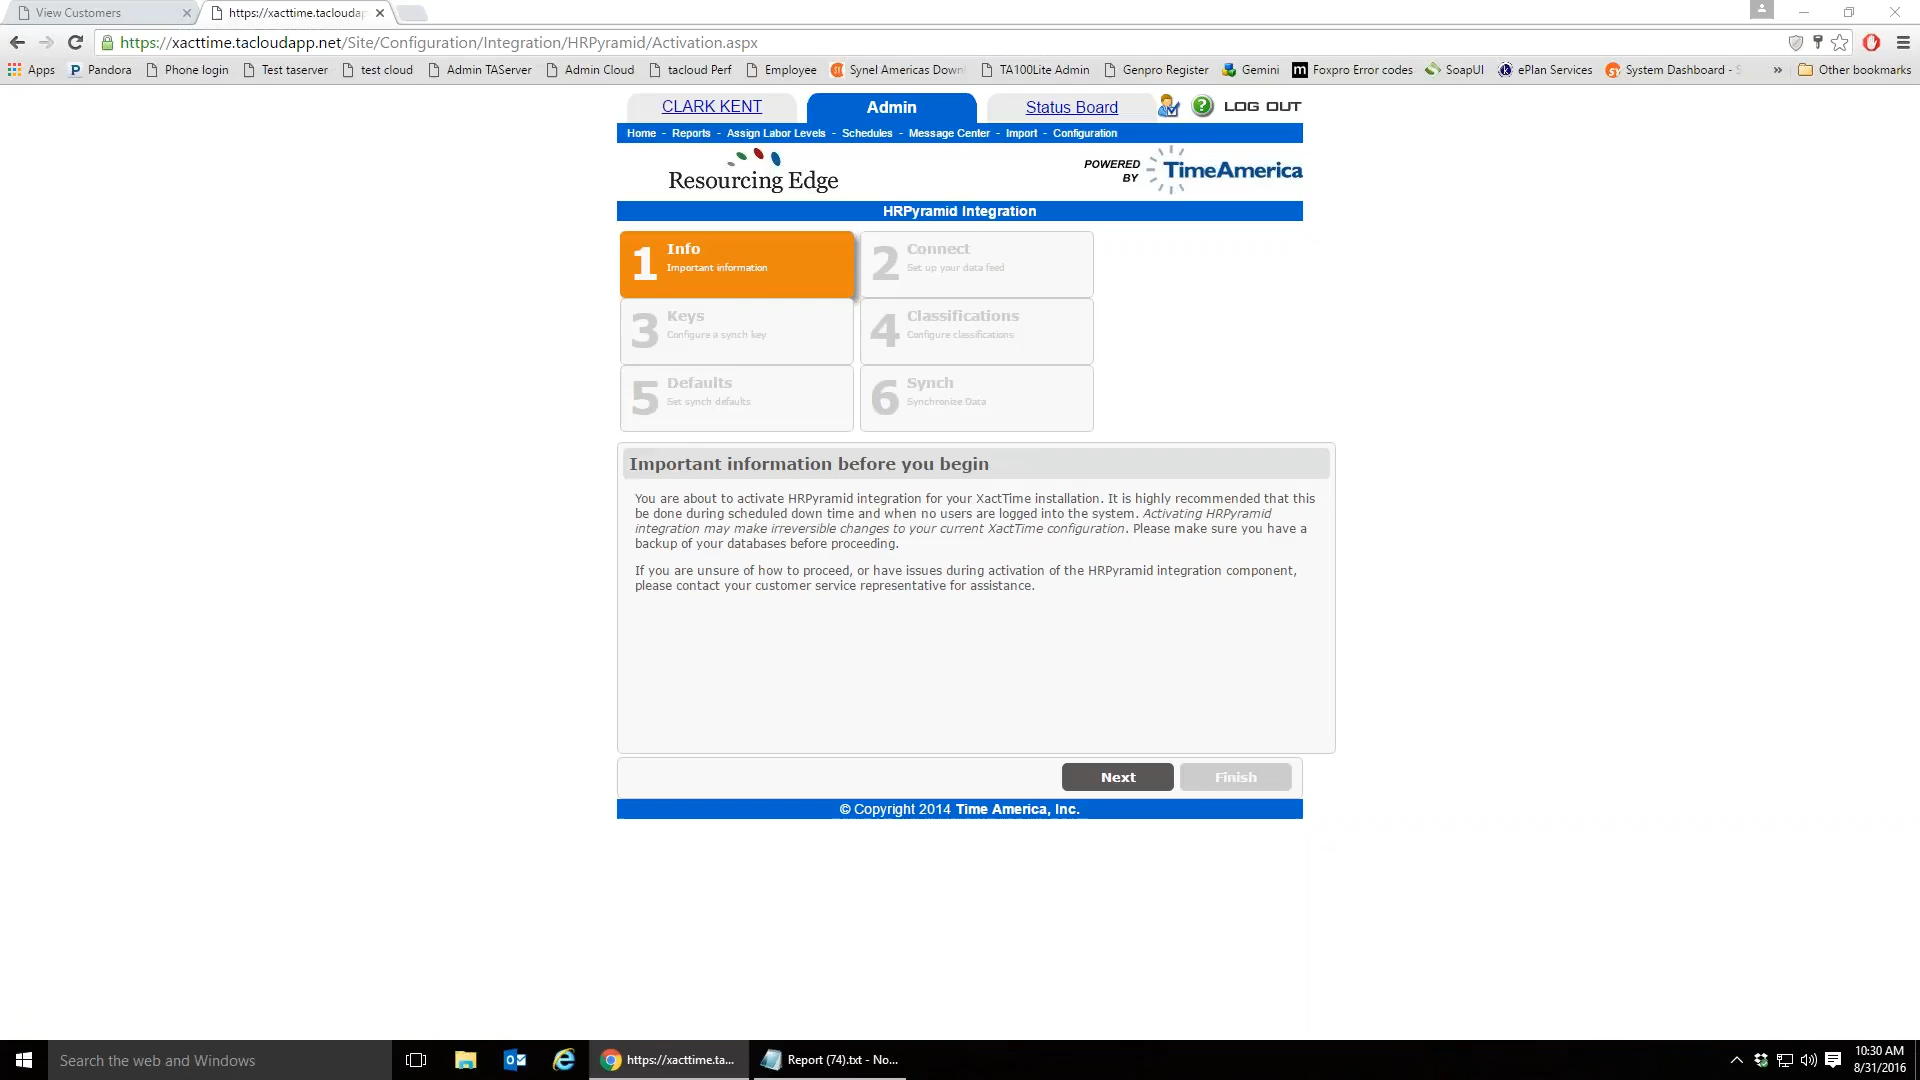 View Customers
https://xacttime.tacloudap
https://xacttime.tacloudapp.net/Site/Configuration/Integration/HRPyramid/Activation.aspx
Apps Pandora Phone login Test taserver test cloud Admin TAServer Admin Cloud tacloud Perf Employee Synel Americas Down TA100Lite Admin Genpro Register Gemini Foxpro Error codes SoapUI ePlan Services System Dashboard - S » Other bookmarks
CLARK KENT Admin Status Board LOG OUT
Home - Reports - Assign Labor Levels - Schedules - Message Center - Import - Configuration
Resourcing Edge
POWERED BY TimeAmerica
HRPyramid Integration
1 Info
Important information
2 Connect
Set up your data feed
3 Keys
Configure a synch key
4 Classifications
Configure classifications
5 Defaults
Set synch defaults
6 Synch
Synchronize Data
Important information before you begin
You are about to activate HRPyramid integration for your XactTime installation. It is highly recommended that this
be done during scheduled down time and when no users are logged into the system. Activating HRPyramid
integration may make irreversible changes to your current XactTime configuration. Please make sure you have a
backup of your databases before proceeding.
If you are unsure of how to proceed, or have issues during activation of the HRPyramid integration component,
please contact your customer service representative for assistance.
Next Finish
© Copyright 2014 Time America, Inc.
Search the web and Windows
https://xacttime.ta...
Report (74).txt - No...
10:30 AM
8/31/2016